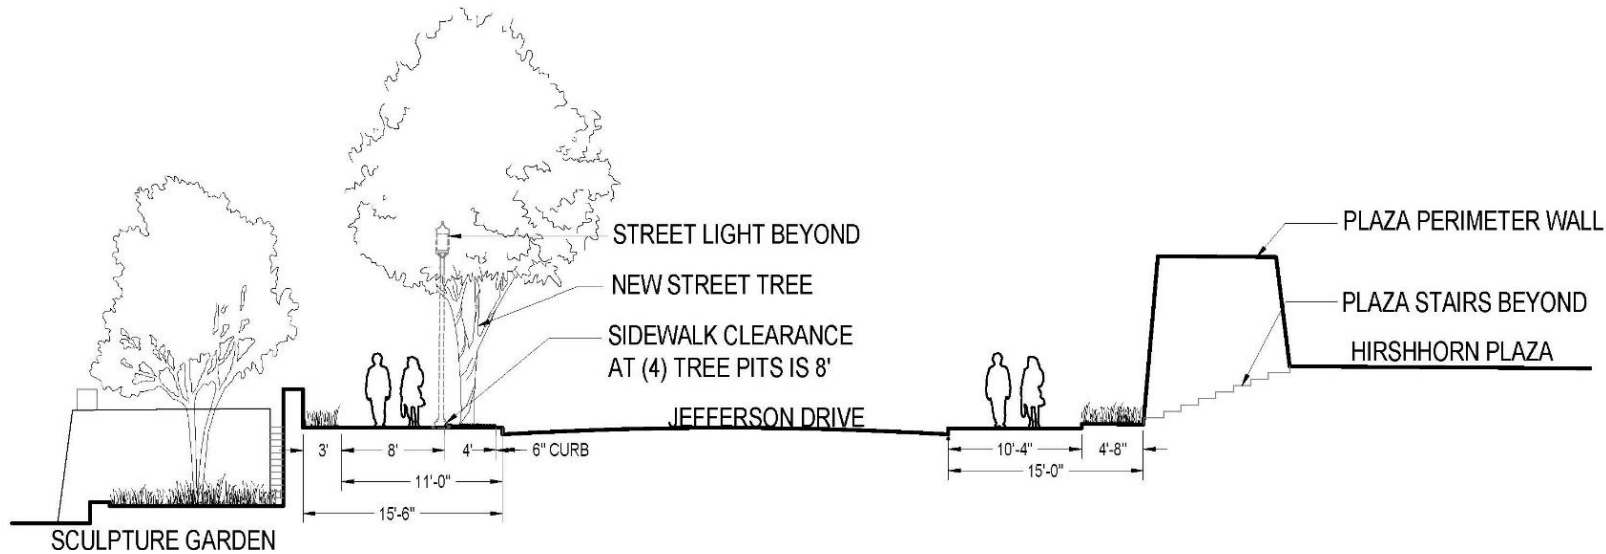 STREET LIGHT BEYOND
NEW STREET TREE
SIDEWALK CLEARANCE
AT (4) TREE PITS IS 8'
PLAZA PERIMETER WALL
PLAZA STAIRS BEYOND
HIRSHHORN PLAZA
JEFFERSON DRIVE
3'
8'
4'
6" CURB
11'-0"
15'-6"
10'-4"
4'-8"
15'-0"
SCULPTURE GARDEN